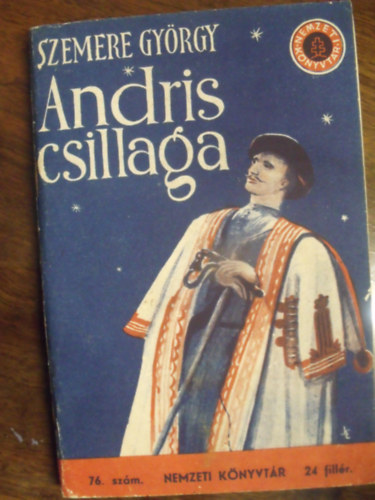 SZEMERE GYÖRGY
NEMZETI
KÖNYVTÁR
Andris
csillaga
76. szám. NEMZETI KÖNYVTÁR 24 fillér.